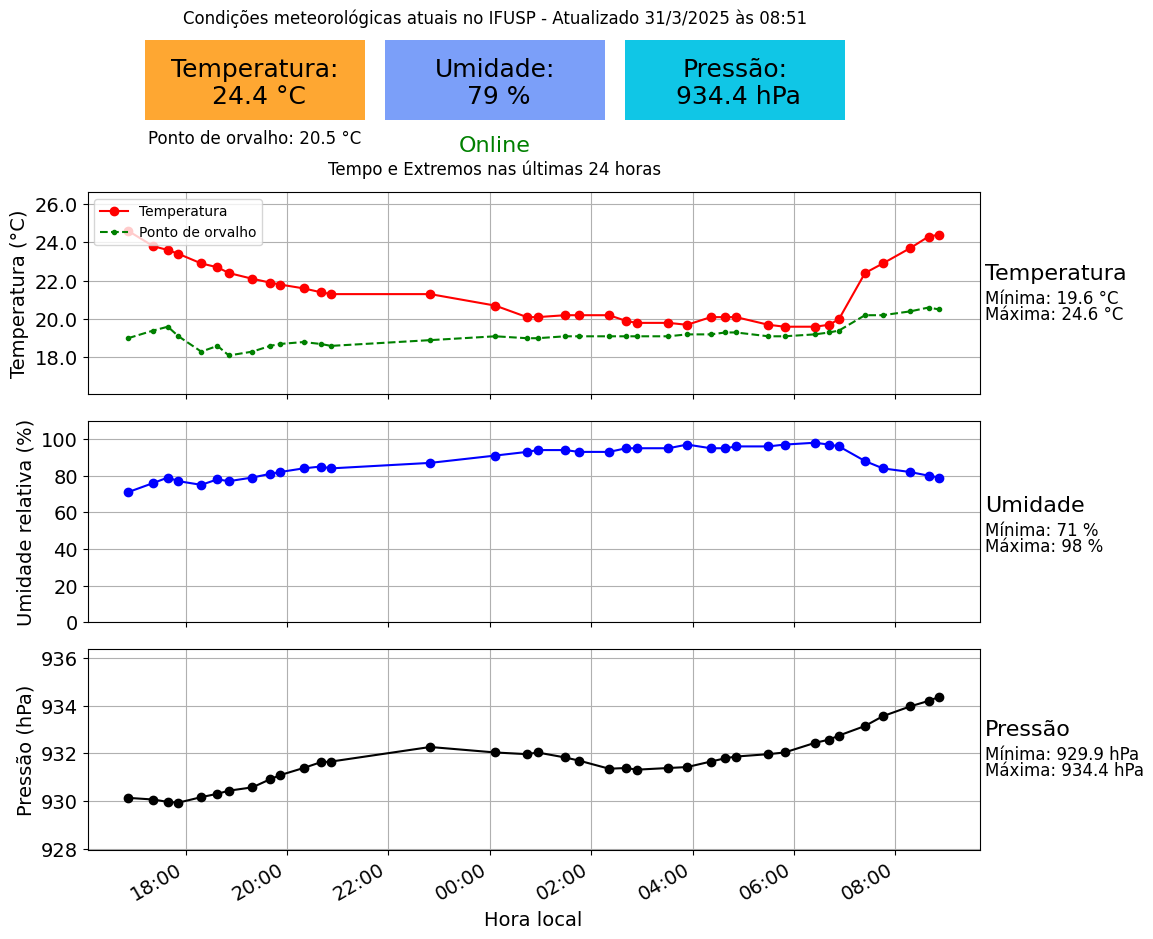 Condições meteorológicas atuais no IFUSP - Atualizado 31/3/2025 às 08:51
Temperatura:
24.4 °C
Umidade:
79 %
Pressão:
934.4 hPa
Ponto de orvalho: 20.5 °C
Online
Tempo e Extremos nas últimas 24 horas
Temperatura (°C)
26.0
24.0
22.0
20.0
18.0
Temperatura
Ponto de orvalho
Temperatura
Mínima: 19.6 °C
Máxima: 24.6 °C
Umidade relativa (%)
100
80
60
40
20
0
Umidade
Mínima: 71 %
Máxima: 98 %
Pressão (hPa)
936
934
932
930
928
Pressão
Mínima: 929.9 hPa
Máxima: 934.4 hPa
18:00
20:00
22:00
00:00
02:00
04:00
06:00
08:00
Hora local